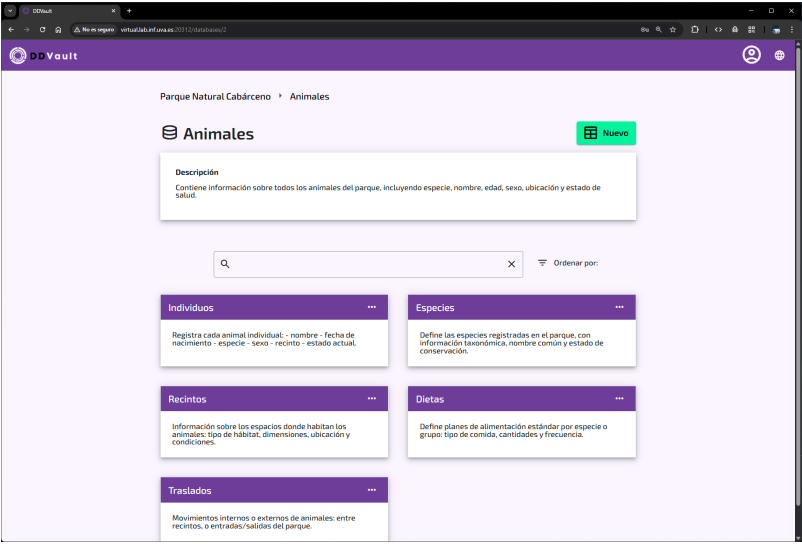 DDVault
No es seguro virtual.lab.inf.uva.es:20312/databases/2
DDVault
Parque Natural Cabárceno Animales
Animales
Nuevo
Descripción
Contiene información sobre todos los animales del parque, incluyendo especie, nombre, edad, sexo, ubicación y estado de
salud.
Ordenar por:
Individuos
Registra cada animal individual: - nombre - fecha de
nacimiento - especie - sexo - recinto - estado actual.
Especies
Define las especies registradas en el parque, con
información taxonómica, nombre común y estado de
conservación.
Recintos
Información sobre los espacios donde habitan los
animales: tipo de hábitat, dimensiones, ubicación y
condiciones.
Dietas
Define planes de alimentación estándar por especie o
grupo: tipo de comida, cantidades y frecuencia.
Traslados
Movimientos internos o externos de animales: entre
recintos, o entradas/salidas del parque.